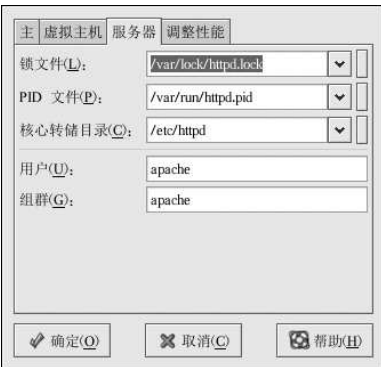 主 虚拟主机 服务器 调整性能
锁文件(L): /var/lock/httpd.lock
PID 文件(P): /var/run/httpd.pid
核心转储目录(C): /etc/httpd
用户(U): apache
组群(G): apache
确定(O) 取消(C) 帮助(H)